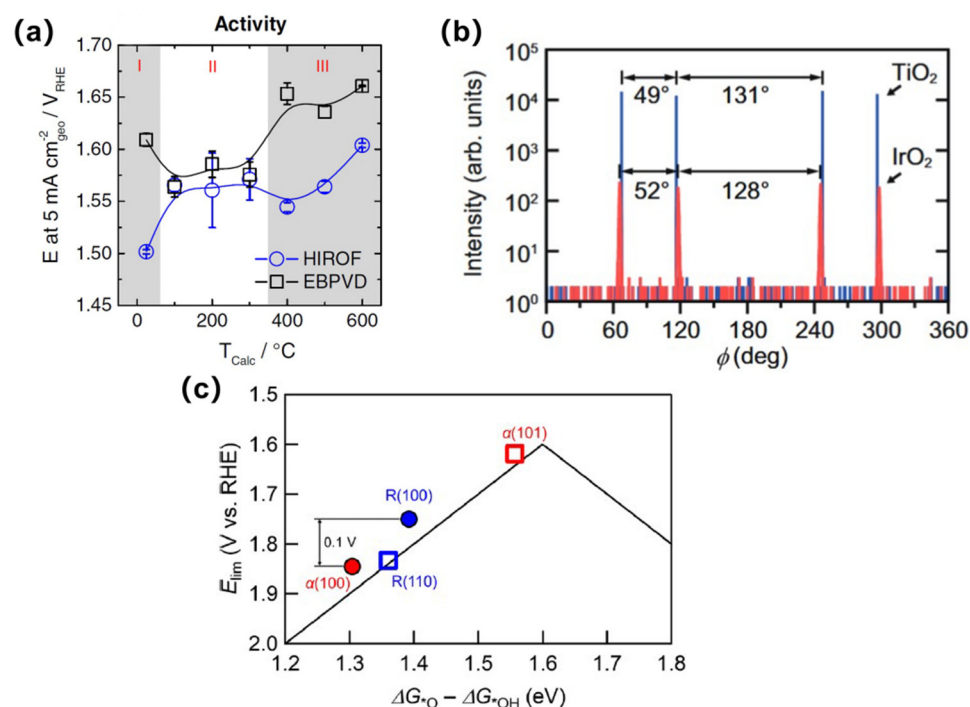 (a)
Activity
I II III
E at 5 mA cm⁻²geo / VRHE
1.70
1.65
1.60
1.55
1.50
1.45
HIROF
EBPVD
0 200 400 600
TCalc / °C
(b)
Intensity (arb. units)
10⁵
10⁴
10³
10²
10¹
10⁰
49° 131°
TiO₂
IrO₂
52° 128°
0 60 120 180 240 300 360
ϕ (deg)
(c)
Elim (V vs. RHE)
1.5
1.6
1.7
1.8
1.9
2.0
α(101)
R(100)
0.1 V
α(100)
R(110)
1.2 1.3 1.4 1.5 1.6 1.7 1.8
ΔG*O – ΔG*OH (eV)